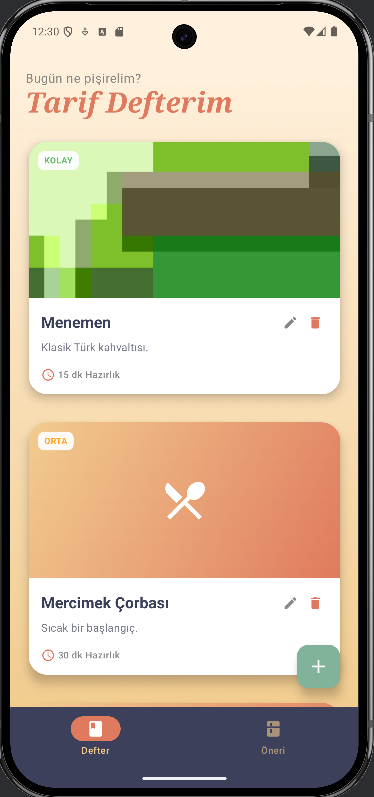 12:30
Bugün ne pişirelim?
Tarif Defterim
KOLAY
Menemen
Klasik Türk kahvaltısı.
15 dk Hazırlık
ORTA
Mercimek Çorbası
Sıcak bir başlangıç.
30 dk Hazırlık
Defter
Öneri